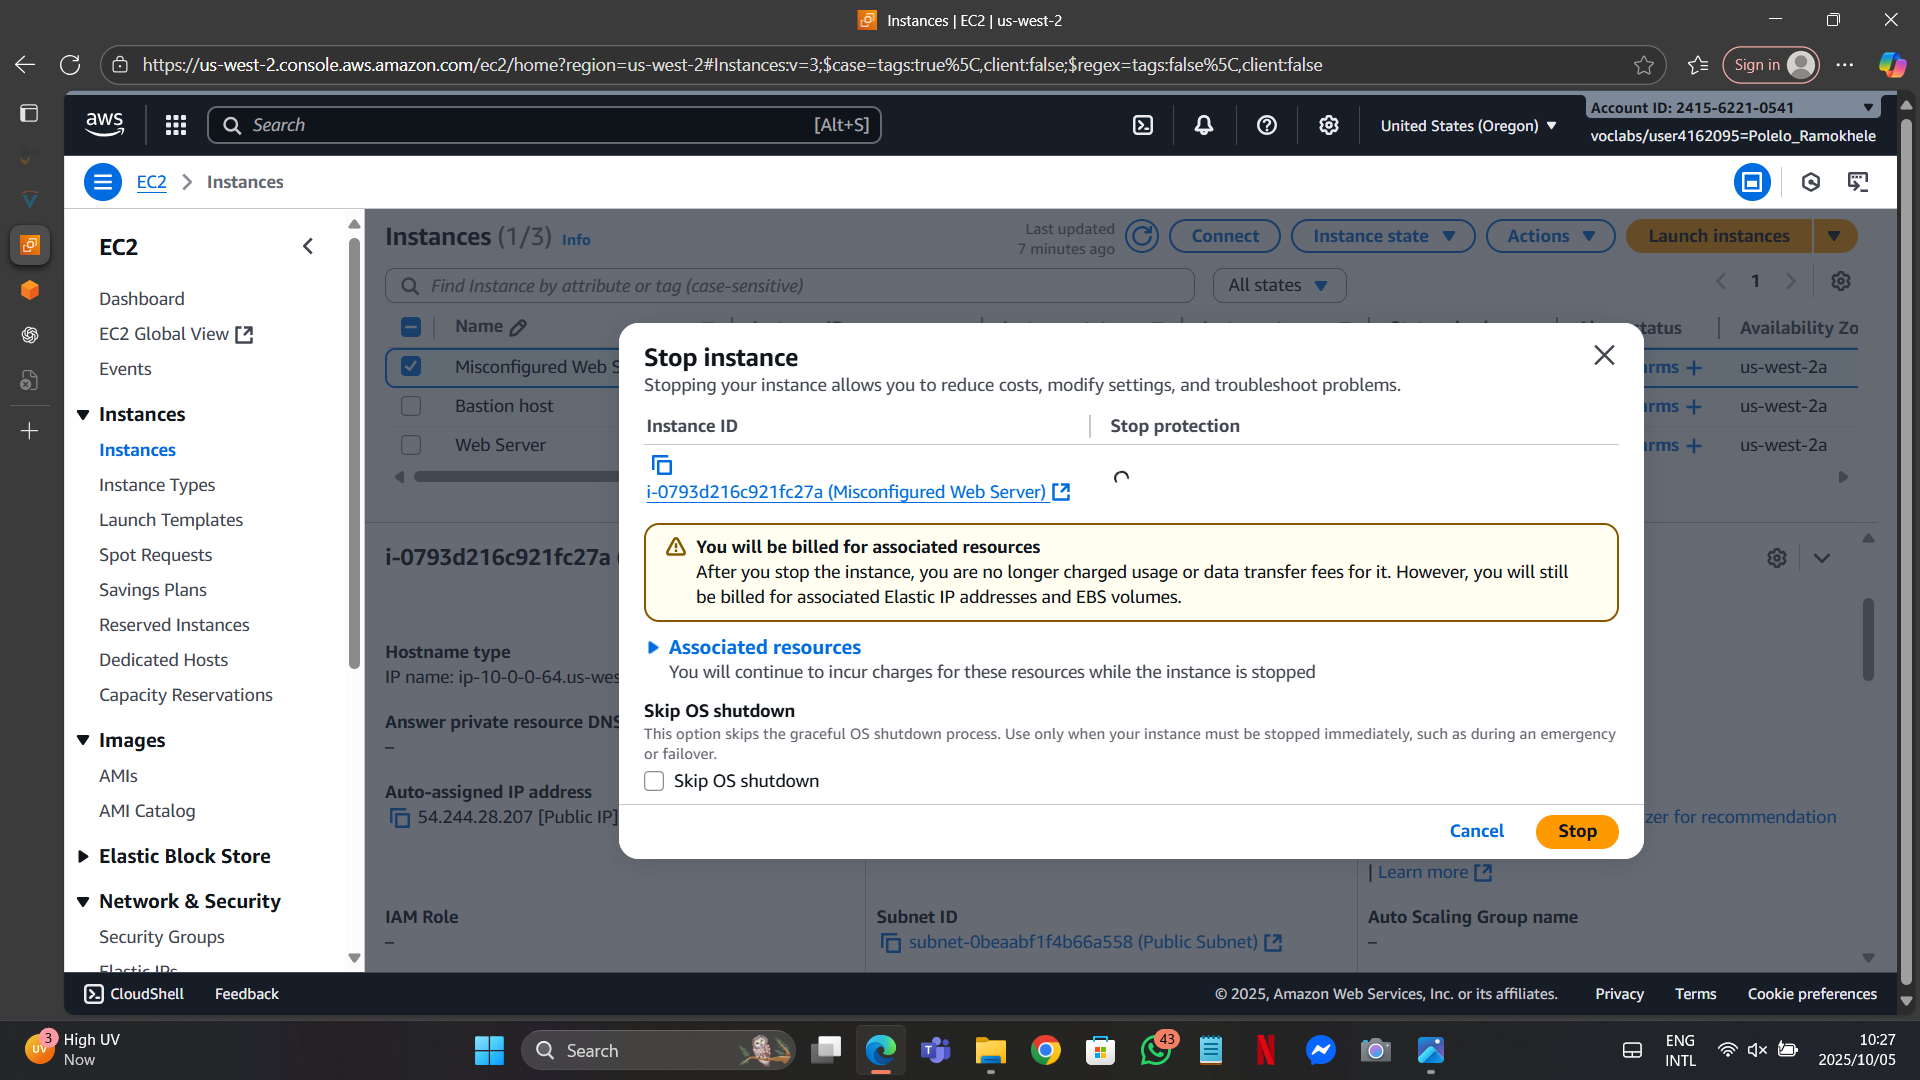 Instances | EC2 | us-west-2
https://us-west-2.console.aws.amazon.com/ec2/home?region=us-west-2#Instances:v=3;$case=tags:true%5C,client:false;$regex=tags:false%5C,client:false
Sign in
aws
Search
[Alt+S]
United States (Oregon)
Account ID: 2415-6221-0541
voclabs/user4162095=Polelo_Ramokhele
EC2
Instances
EC2
Dashboard
EC2 Global View
Events
Instances
Instances
Instance Types
Launch Templates
Spot Requests
Savings Plans
Reserved Instances
Dedicated Hosts
Capacity Reservations
Images
AMIs
AMI Catalog
Elastic Block Store
Network & Security
Security Groups
Elastic IPs
Instances (1/3) Info
Last updated
7 minutes ago
Connect
Instance state
Actions
Launch instances
Find Instance by attribute or tag (case-sensitive)
All states
1
Name
Availability Zo
Misconfigured Web S
us-west-2a
Bastion host
us-west-2a
Web Server
us-west-2a
Stop instance
Stopping your instance allows you to reduce costs, modify settings, and troubleshoot problems.
Instance ID
Stop protection
i-0793d216c921fc27a (Misconfigured Web Server)
You will be billed for associated resources
After you stop the instance, you are no longer charged usage or data transfer fees for it. However, you will still
be billed for associated Elastic IP addresses and EBS volumes.
Associated resources
You will continue to incur charges for these resources while the instance is stopped
Skip OS shutdown
This option skips the graceful OS shutdown process. Use only when your instance must be stopped immediately, such as during an emergency
or failover.
Skip OS shutdown
Cancel
Stop
i-0793d216c921fc27a (
Hostname type
IP name: ip-10-0-0-64.us-wes
Answer private resource DNS
–
Auto-assigned IP address
54.244.28.207 [Public IP]
zer for recommendation
| Learn more
IAM Role
–
Subnet ID
subnet-0beaabf1f4b66a558 (Public Subnet)
Auto Scaling Group name
–
CloudShell
Feedback
© 2025, Amazon Web Services, Inc. or its affiliates.
Privacy
Terms
Cookie preferences
3
UV
High UV
Now
Search
43
ENG
INTL
10:27
2025/10/05